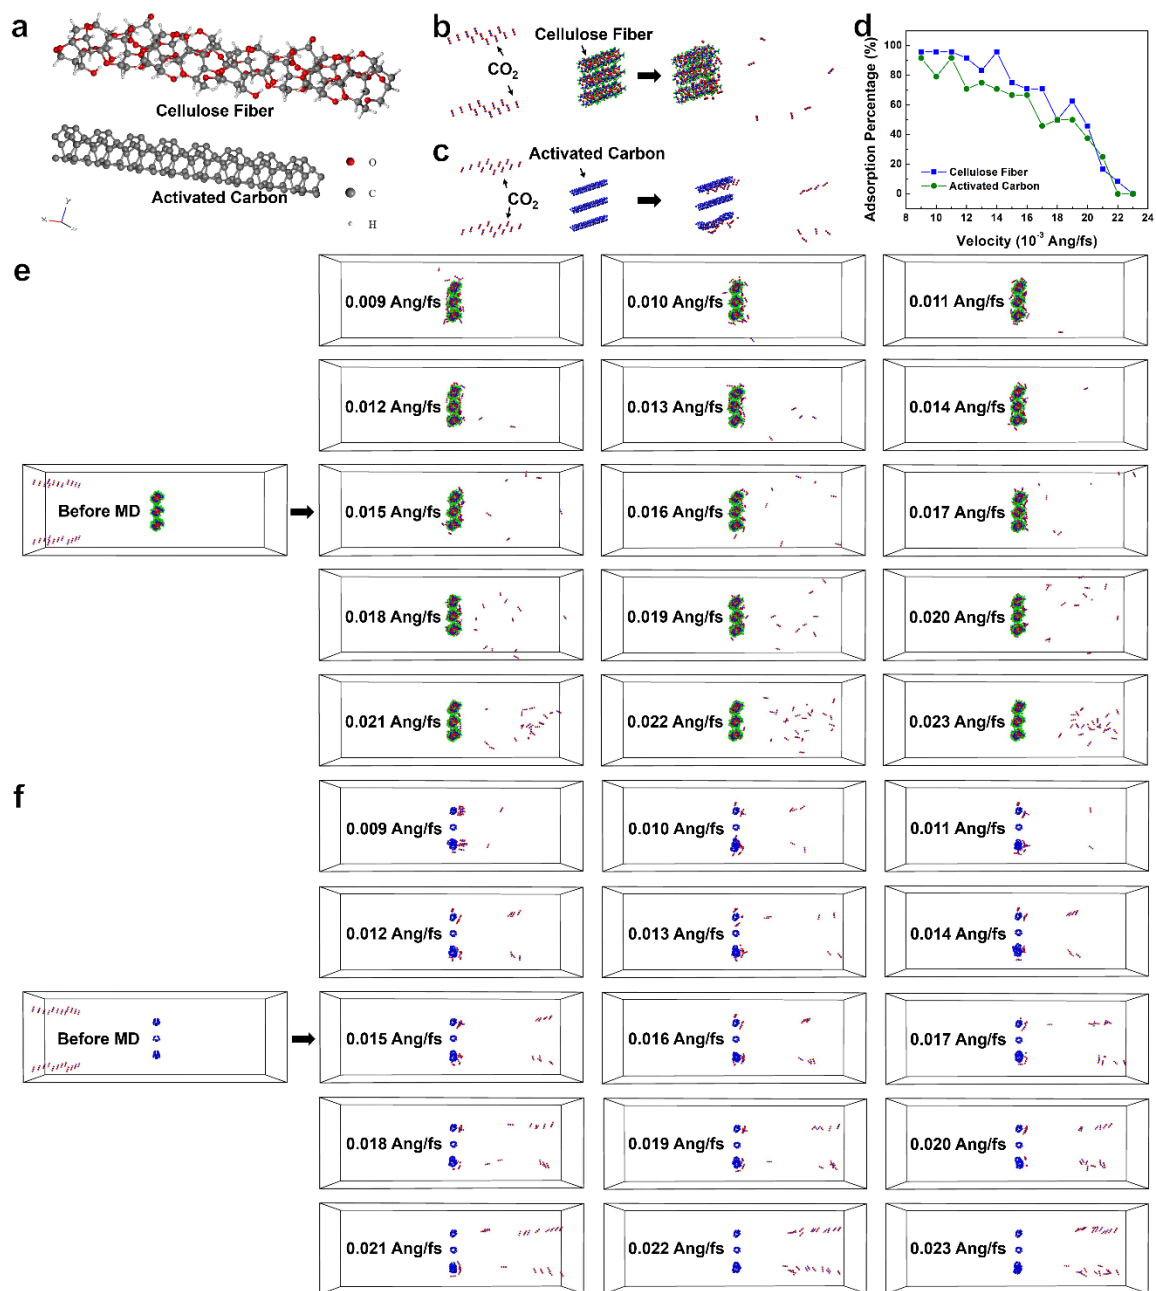 a
Cellulose Fiber
Activated Carbon
O
C
H
X
Y
b
Cellulose Fiber
CO2
c
Activated Carbon
CO2
d
Adsorption Percentage (%)
100
80
60
40
20
0
Cellulose Fiber
Activated Carbon
8 10 12 14 16 18 20 22 24
Velocity (10-3 Ang/fs)
e
0.009 Ang/fs
0.010 Ang/fs
0.011 Ang/fs
0.012 Ang/fs
0.013 Ang/fs
0.014 Ang/fs
Before MD
0.015 Ang/fs
0.016 Ang/fs
0.017 Ang/fs
0.018 Ang/fs
0.019 Ang/fs
0.020 Ang/fs
0.021 Ang/fs
0.022 Ang/fs
0.023 Ang/fs
f
0.009 Ang/fs
0.010 Ang/fs
0.011 Ang/fs
0.012 Ang/fs
0.013 Ang/fs
0.014 Ang/fs
Before MD
0.015 Ang/fs
0.016 Ang/fs
0.017 Ang/fs
0.018 Ang/fs
0.019 Ang/fs
0.020 Ang/fs
0.021 Ang/fs
0.022 Ang/fs
0.023 Ang/fs